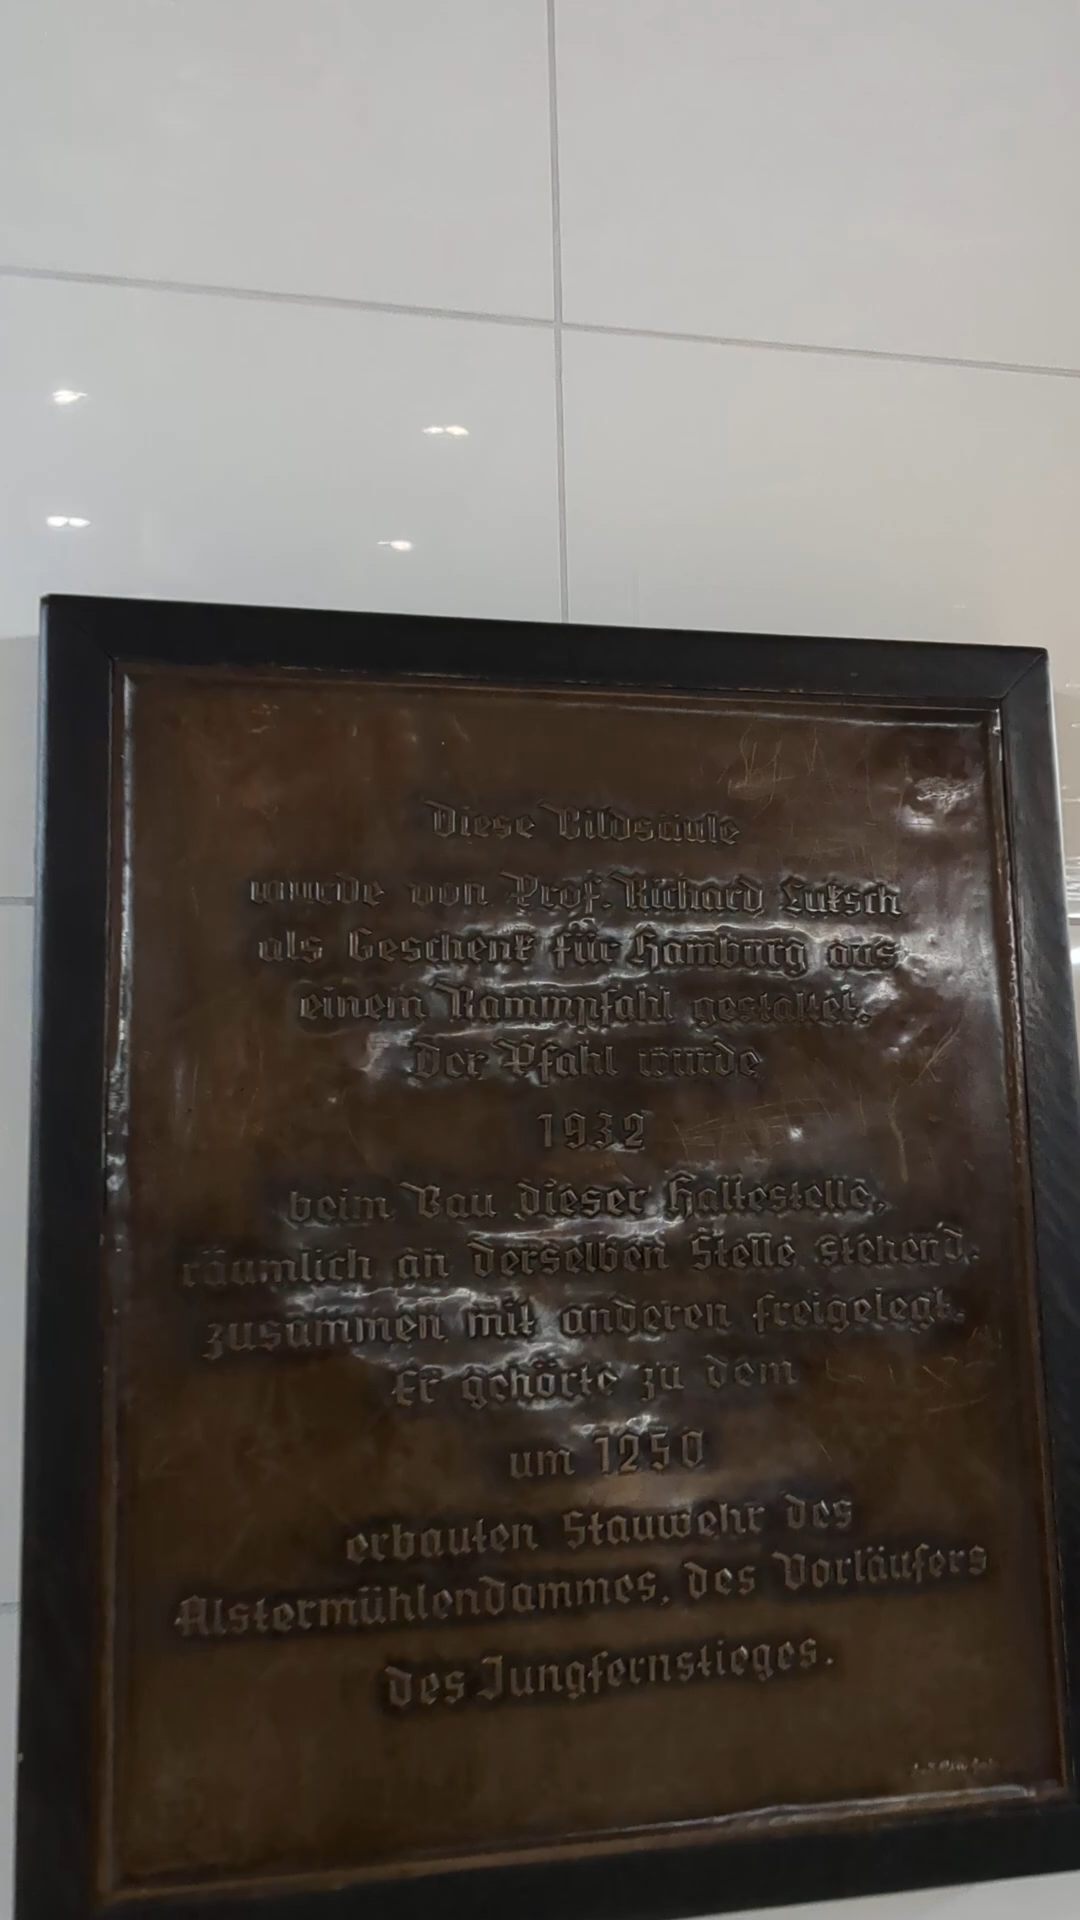 Diese Bildsäule
wurde von Prof. Richard Luksch
als Geschenk für Hamburg aus
einem Rammpfahl gestaltet.
Der Pfahl wurde
1932
beim Bau dieser Haltestelle,
räumlich an derselben Stelle stehend,
zusammen mit anderen freigelegt.
Er gehörte zu dem
um 1250
erbauten Stauwehr des
Alstermühlendammes, des Vorläufers
des Jungfernstieges.